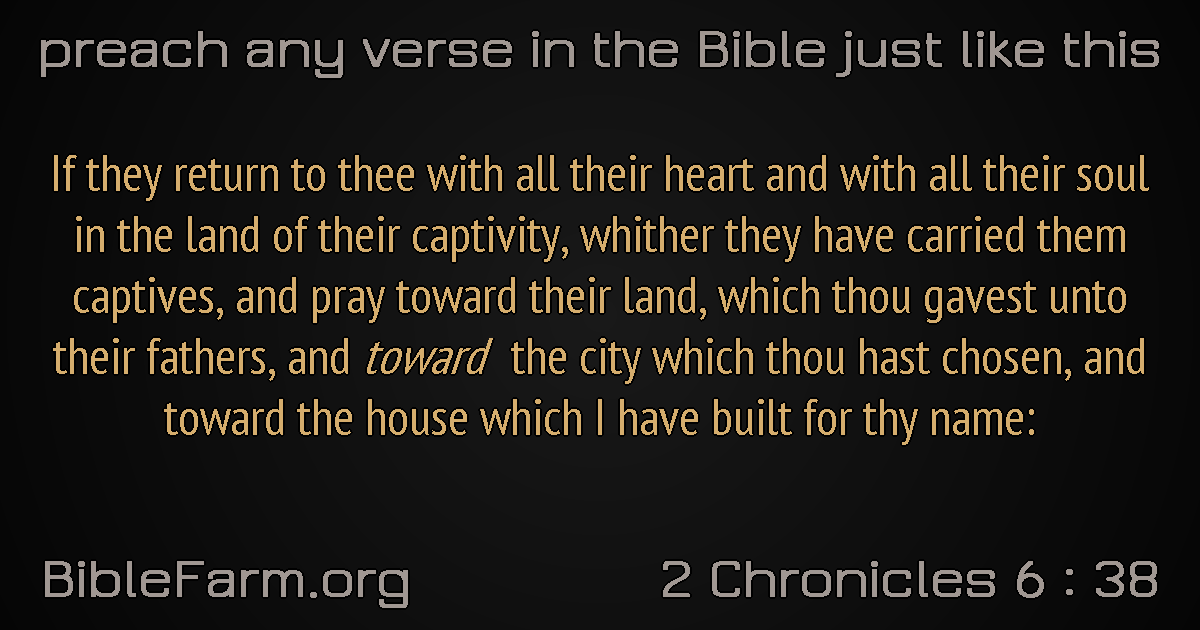 preach any verse in the Bible just like this
If they return to thee with all their heart and with all their soul
in the land of their captivity, whither they have carried them
captives, and pray toward their land, which thou gavest unto
their fathers, and toward the city which thou hast chosen, and
toward the house which I have built for thy name:
BibleFarm.org
2 Chronicles 6 : 38